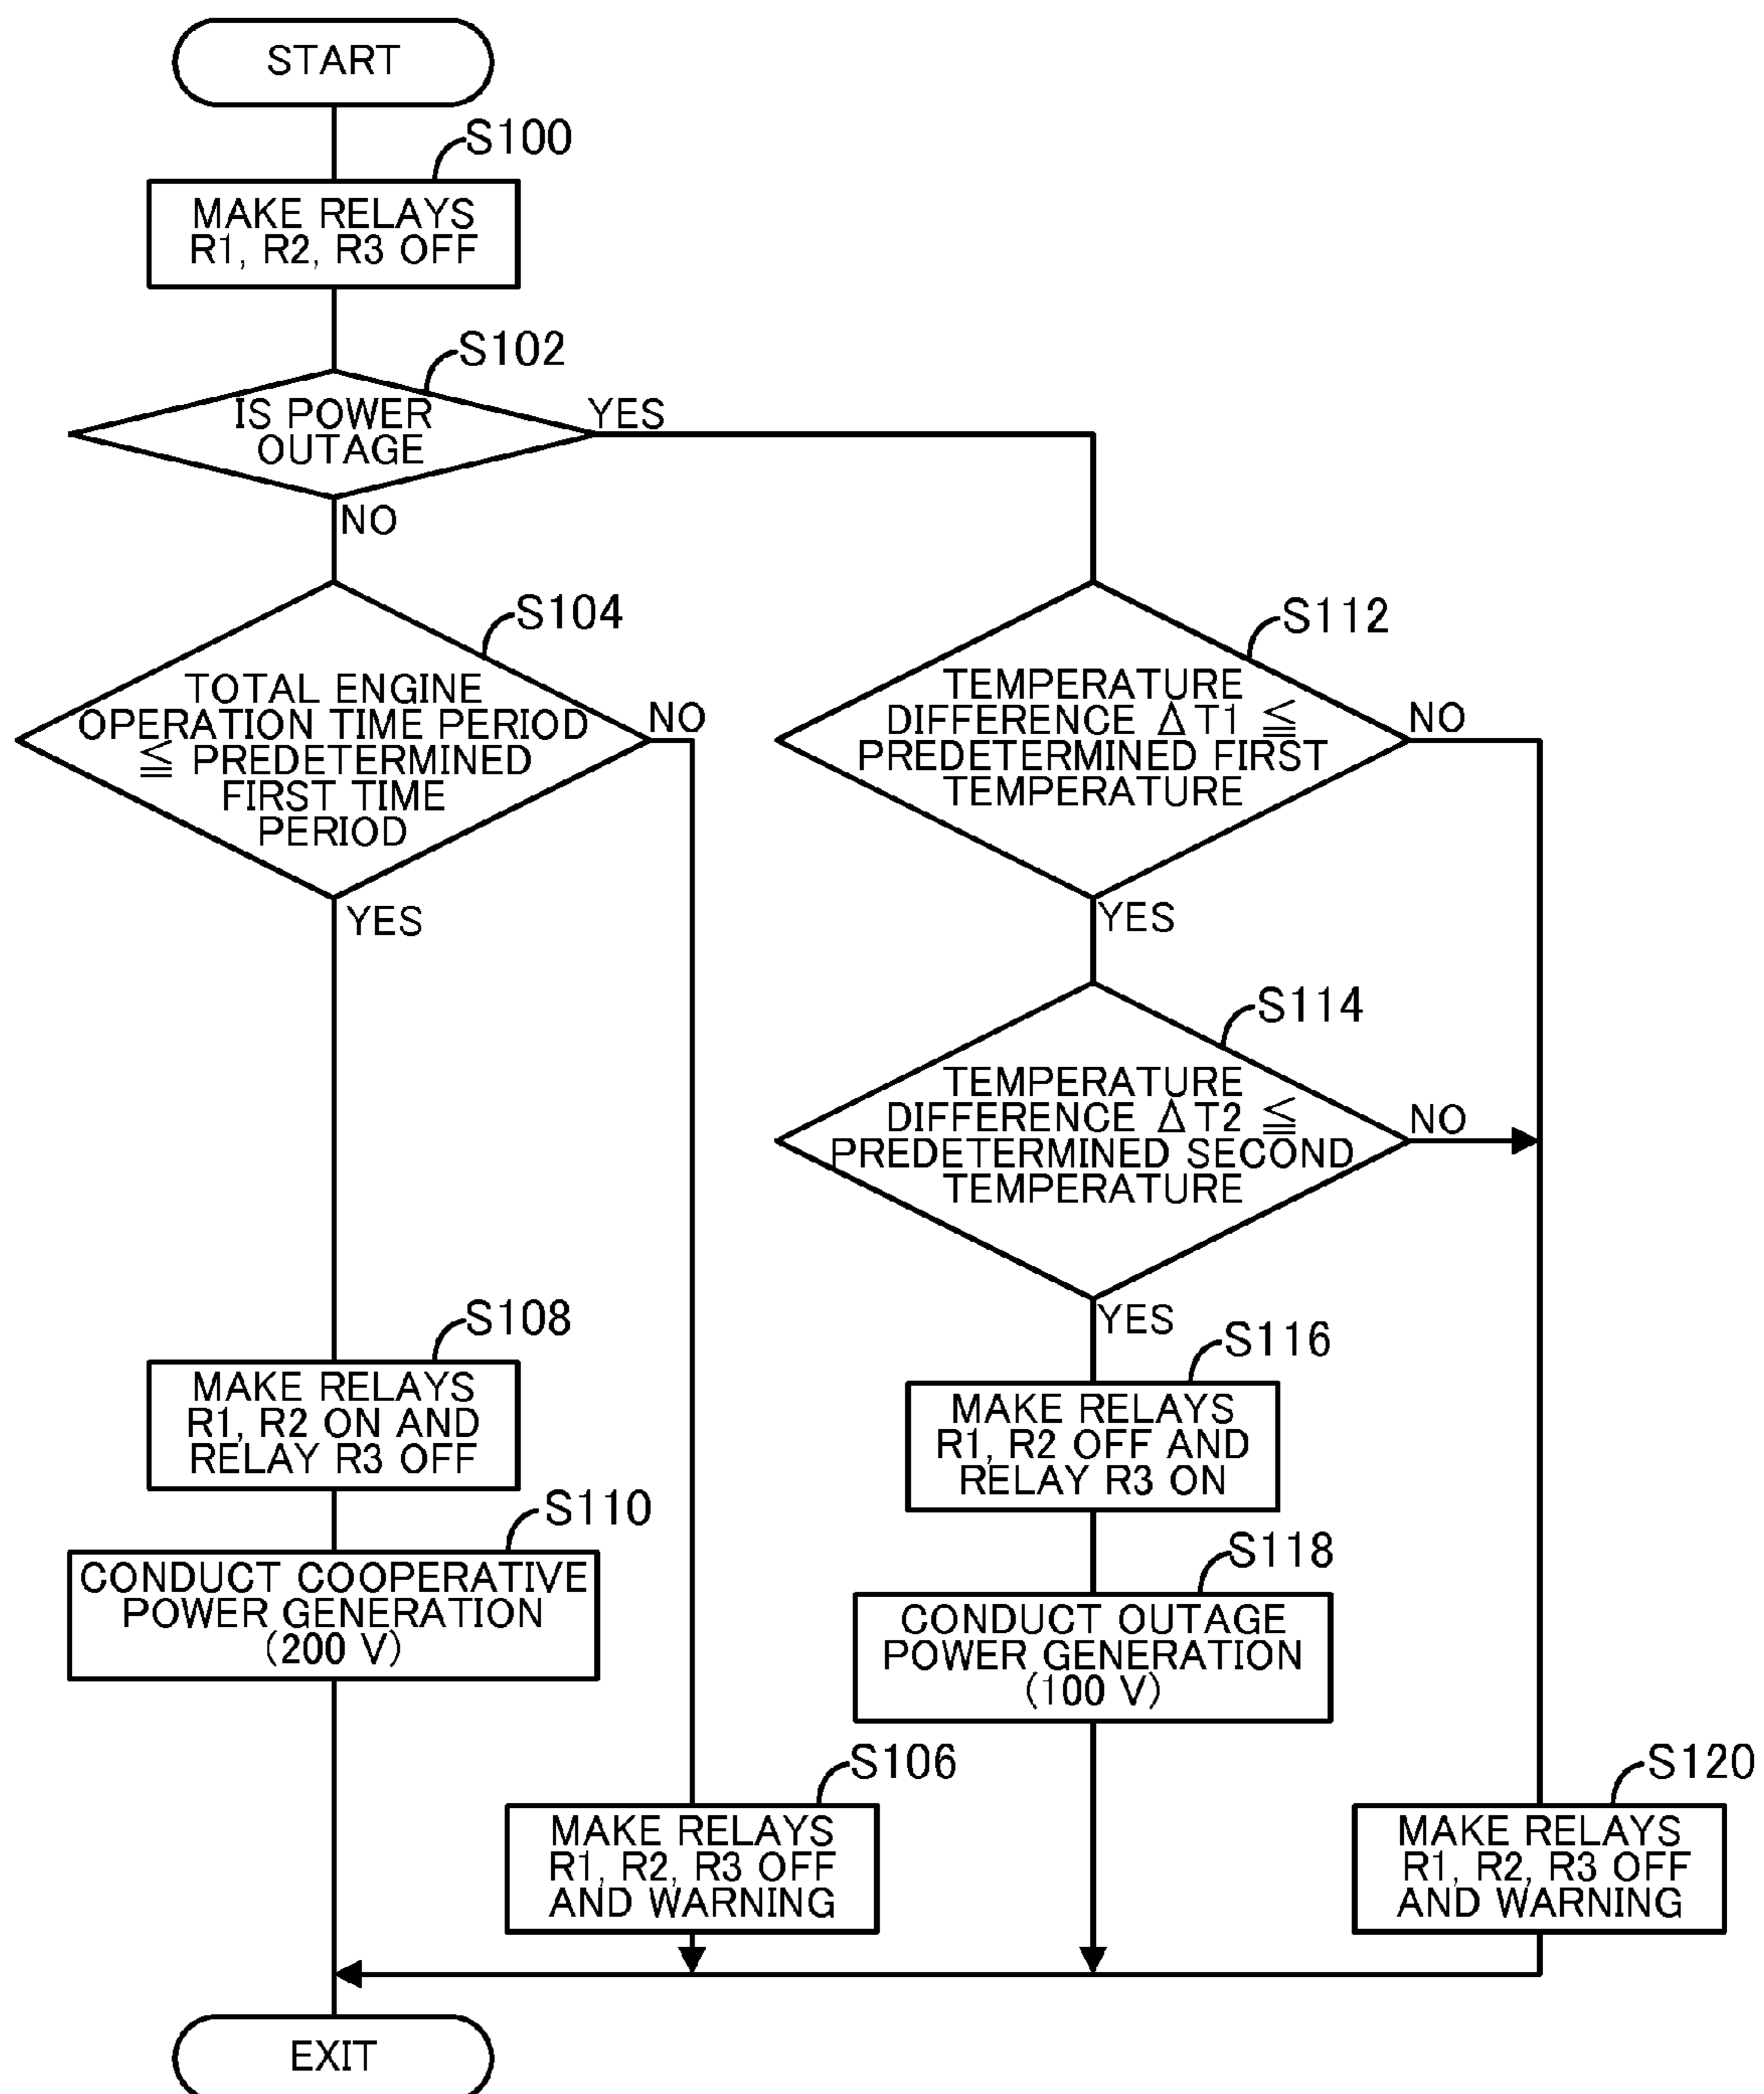 START
S100
MAKE RELAYS
R1, R2, R3 OFF
S102
IS POWER
OUTAGE
YES
NO
S104
TOTAL ENGINE
OPERATION TIME PERIOD
≦ PREDETERMINED
FIRST TIME
PERIOD
NO
YES
S112
TEMPERATURE
DIFFERENCE ΔT1 ≦
PREDETERMINED FIRST
TEMPERATURE
NO
YES
S114
TEMPERATURE
DIFFERENCE ΔT2 ≦
PREDETERMINED SECOND
TEMPERATURE
NO
YES
S108
MAKE RELAYS
R1, R2 ON AND
RELAY R3 OFF
S116
MAKE RELAYS
R1, R2 OFF AND
RELAY R3 ON
S110
CONDUCT COOPERATIVE
POWER GENERATION
(200 V)
S118
CONDUCT OUTAGE
POWER GENERATION
(100 V)
S106
MAKE RELAYS
R1, R2, R3 OFF
AND WARNING
S120
MAKE RELAYS
R1, R2, R3 OFF
AND WARNING
EXIT